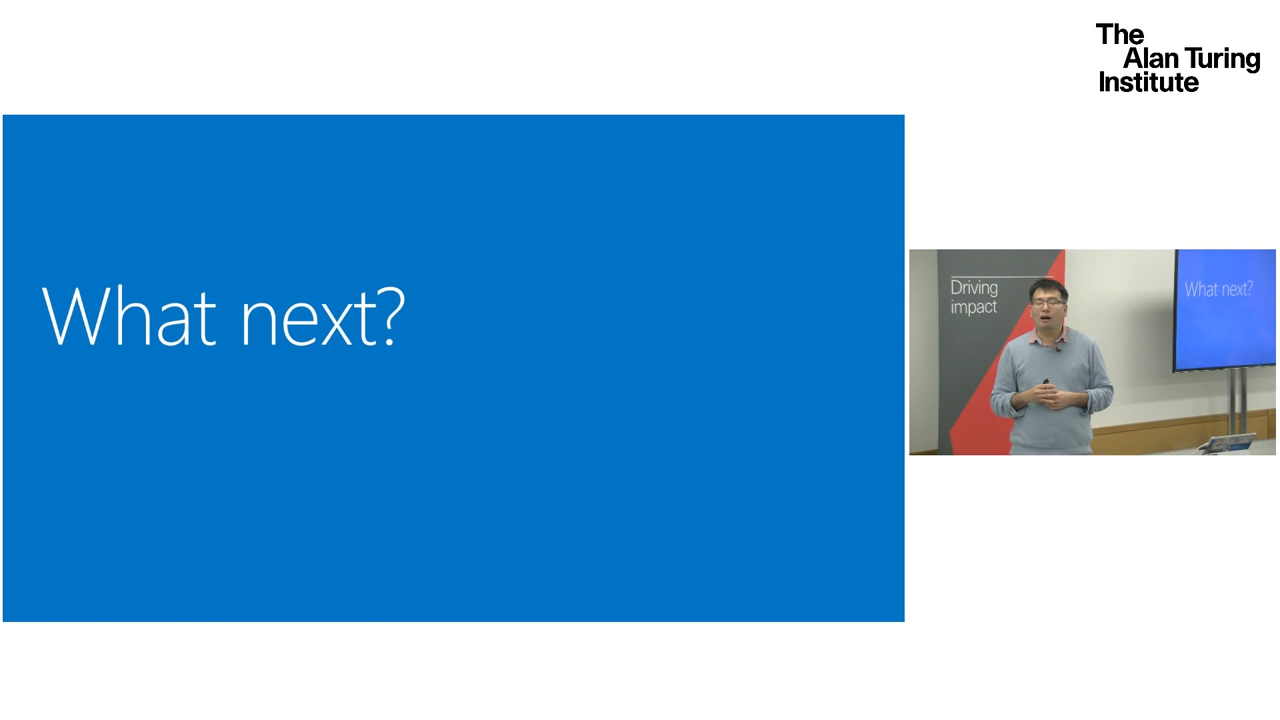 The
Alan Turing
Institute
What next?
Driving
impact
What next?